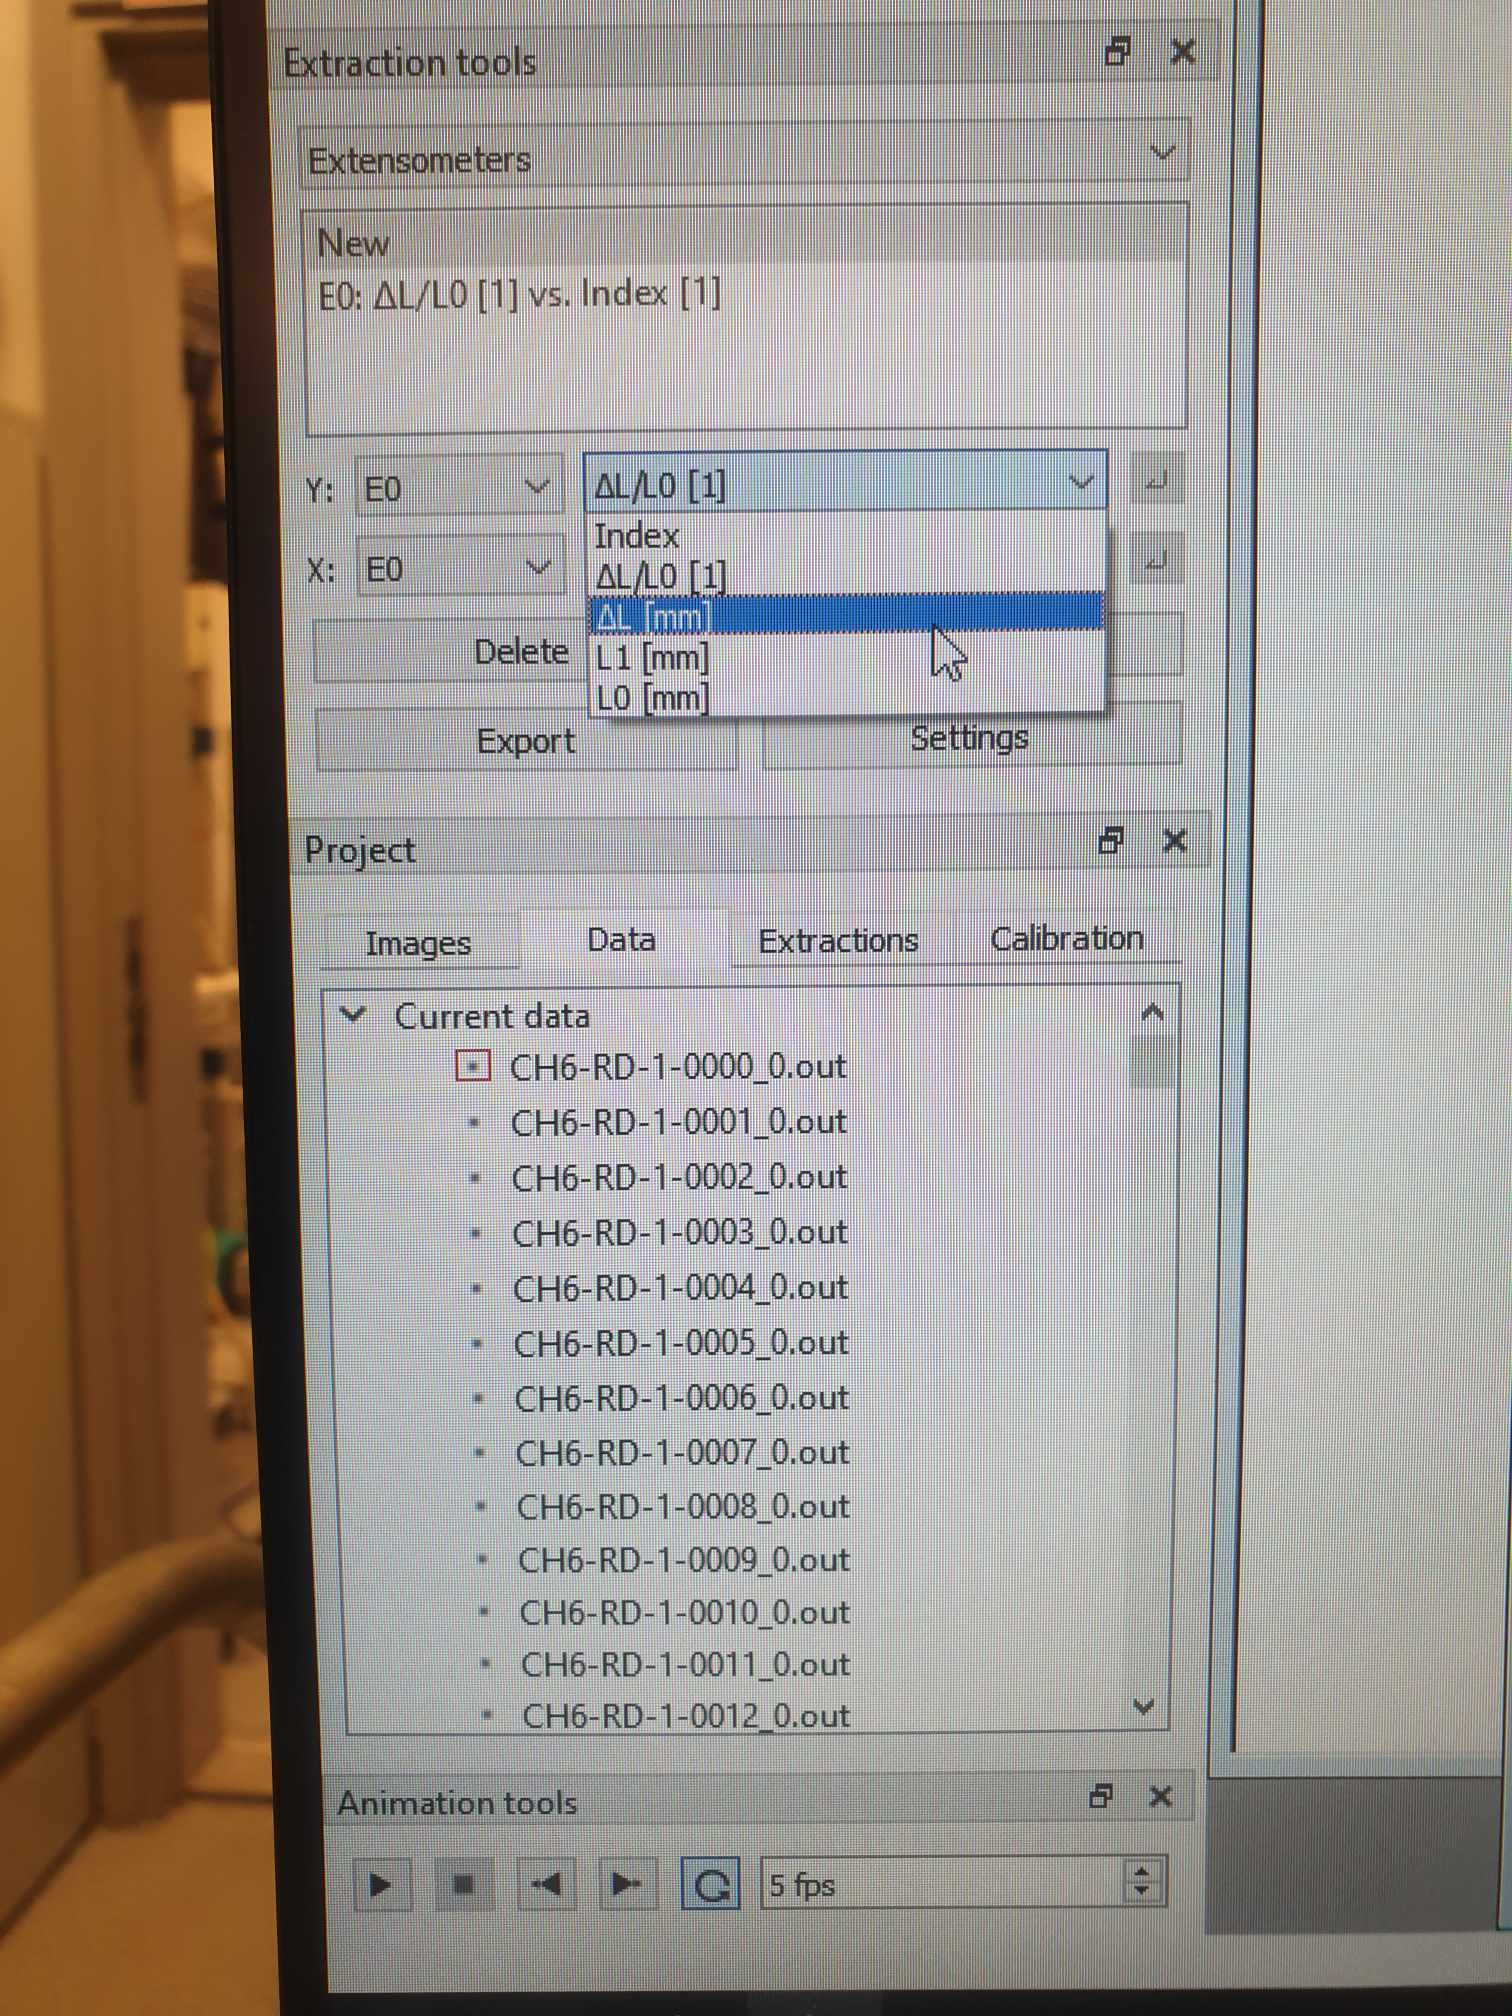 Extraction tools
Extensometers
New
E0: ΔL/L0 [1] vs. Index [1]
Y: E0 ΔL/L0 [1]
Index
X: E0
ΔL/L0 [1]
ΔL [mm]
Delete
L1 [mm]
L0 [mm]
Export Settings
Project
Images Data Extractions Calibration
Current data
CH6-RD-1-0000_0.out
CH6-RD-1-0001_0.out
CH6-RD-1-0002_0.out
CH6-RD-1-0003_0.out
CH6-RD-1-0004_0.out
CH6-RD-1-0005_0.out
CH6-RD-1-0006_0.out
CH6-RD-1-0007_0.out
CH6-RD-1-0008_0.out
CH6-RD-1-0009_0.out
CH6-RD-1-0010_0.out
CH6-RD-1-0011_0.out
CH6-RD-1-0012_0.out
Animation tools
5 fps